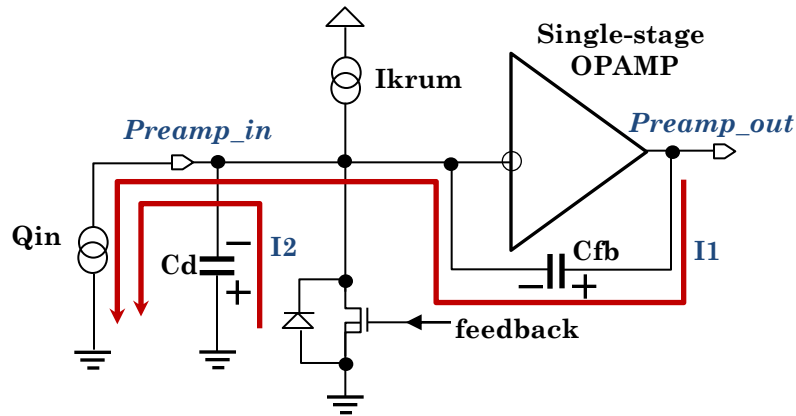 Single-stage
OPAMP
Ikrum
Preamp_in
Preamp_out
Qin
Cd
−
+
I2
Cfb
−
+
I1
feedback